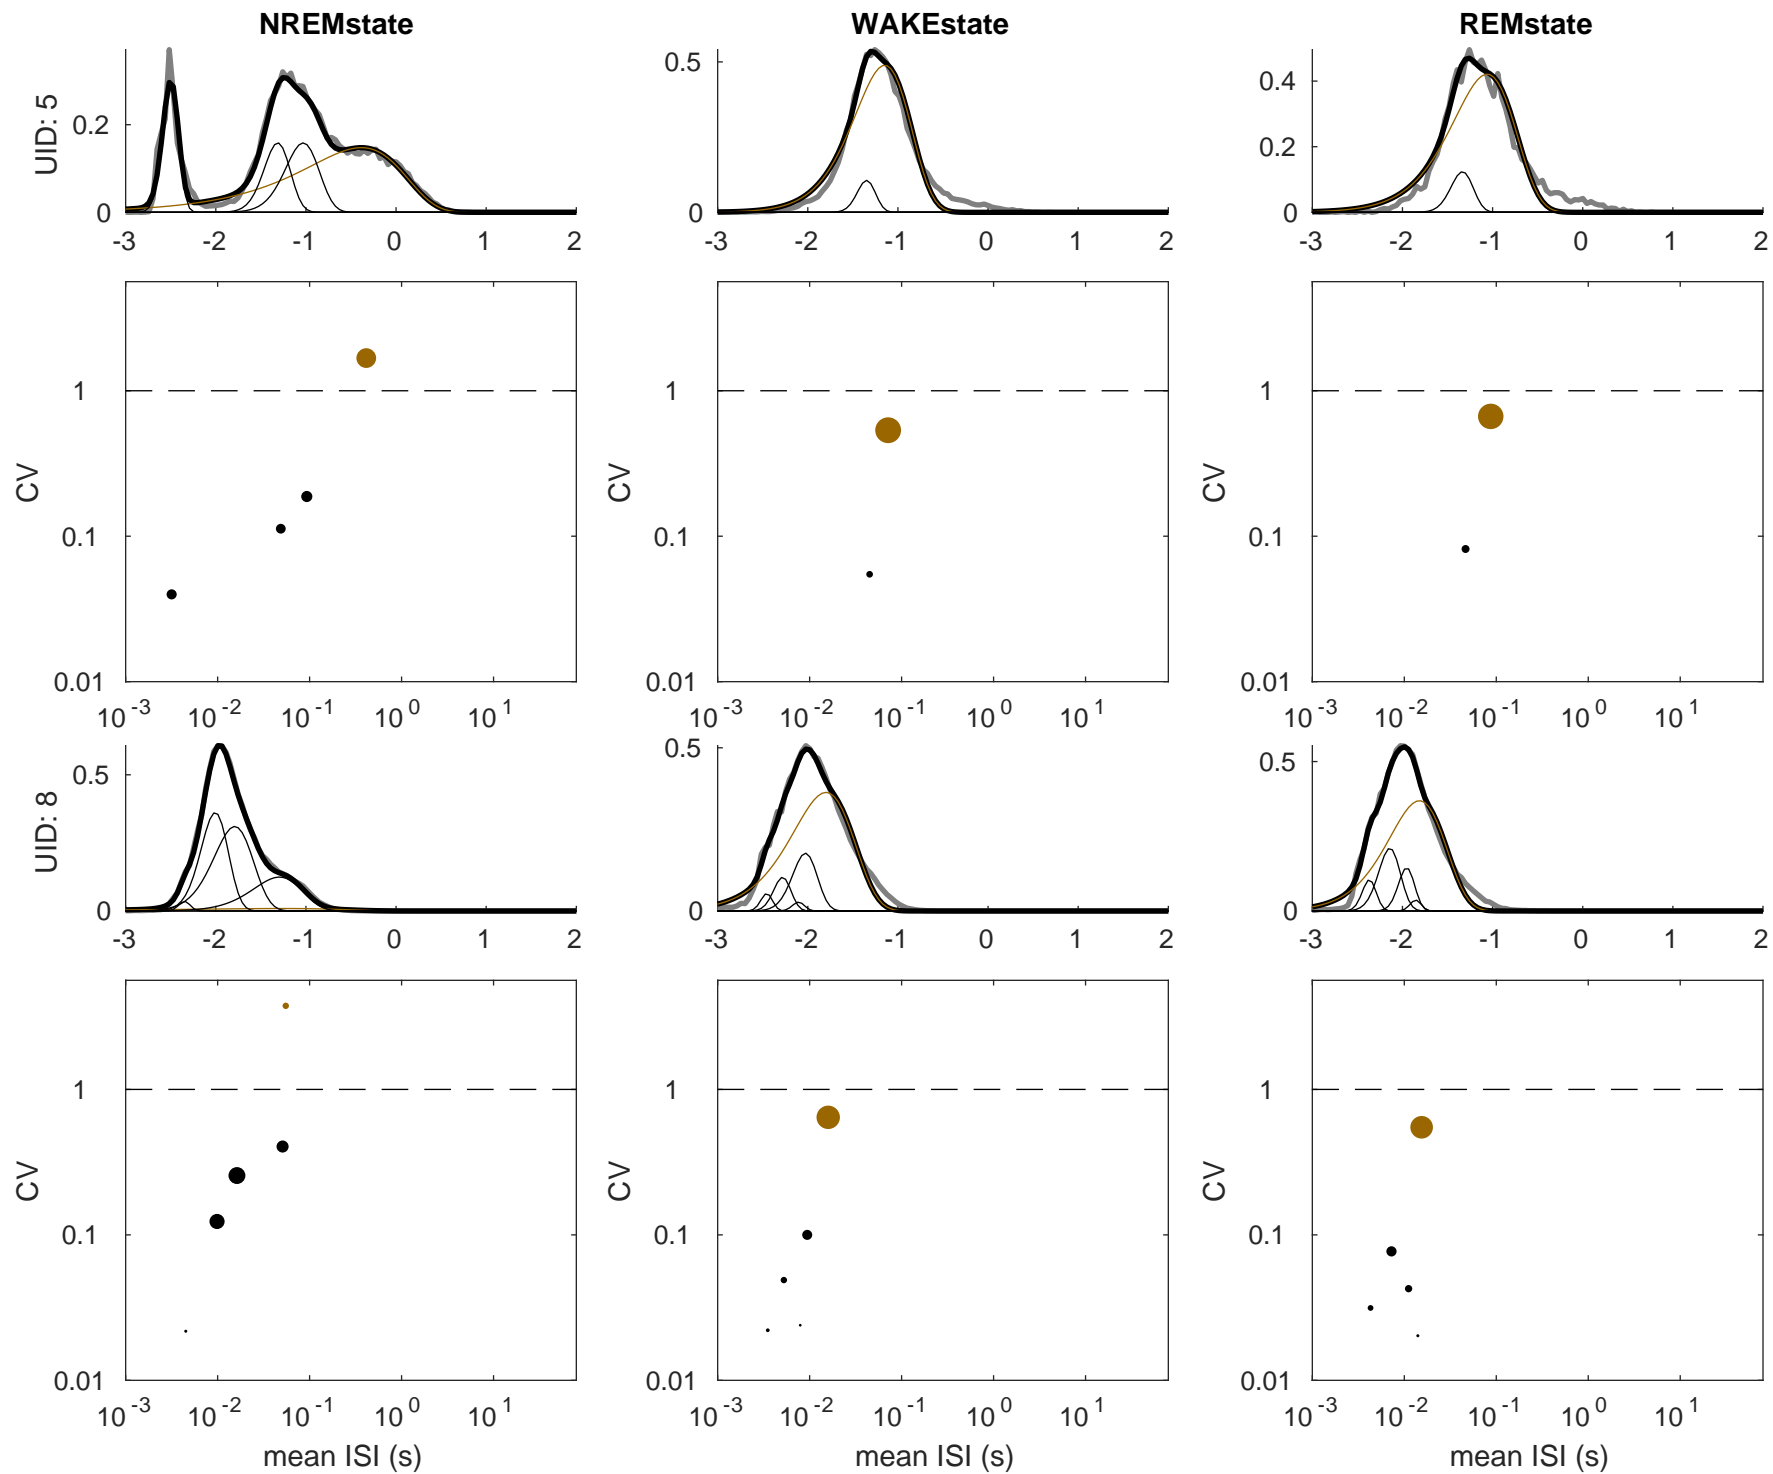 NREMstate WAKEstate REMstate
UID: 5
0.2
0
0.5
0
0.4
0.2
0
-3 -2 -1 0 1 2
-3 -2 -1 0 1 2
-3 -2 -1 0 1 2
CV
1
0.1
0.01
CV
1
0.1
0.01
CV
1
0.1
0.01
10^-3 10^-2 10^-1 10^0 10^1
10^-3 10^-2 10^-1 10^0 10^1
10^-3 10^-2 10^-1 10^0 10^1
UID: 8
0.5
0
0.5
0
0.5
0
-3 -2 -1 0 1 2
-3 -2 -1 0 1 2
-3 -2 -1 0 1 2
CV
1
0.1
0.01
CV
1
0.1
0.01
CV
1
0.1
0.01
10^-3 10^-2 10^-1 10^0 10^1
10^-3 10^-2 10^-1 10^0 10^1
10^-3 10^-2 10^-1 10^0 10^1
mean ISI (s) mean ISI (s) mean ISI (s)